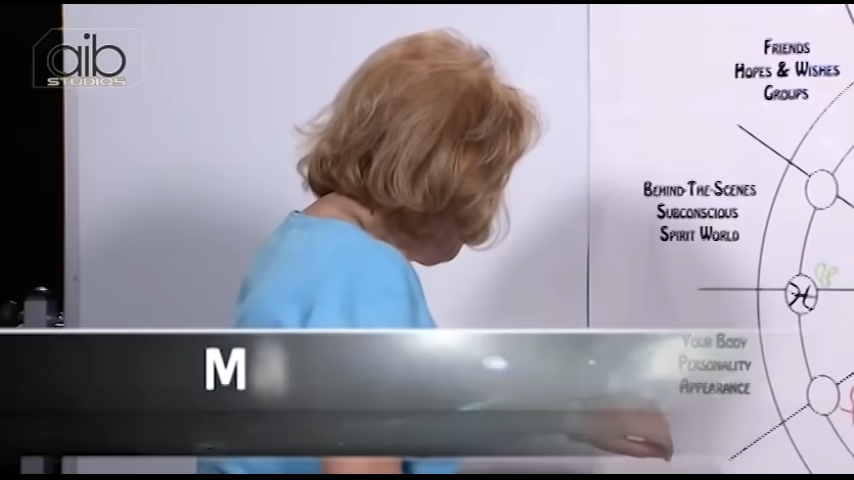 aib
STUDIOS
FRIENDS
HOPES & WISHES
GROUPS
BEHIND-THE-SCENES
SUBCONSCIOUS
SPIRIT WORLD
YOUR BODY
PERSONALITY
APPEARANCE
M